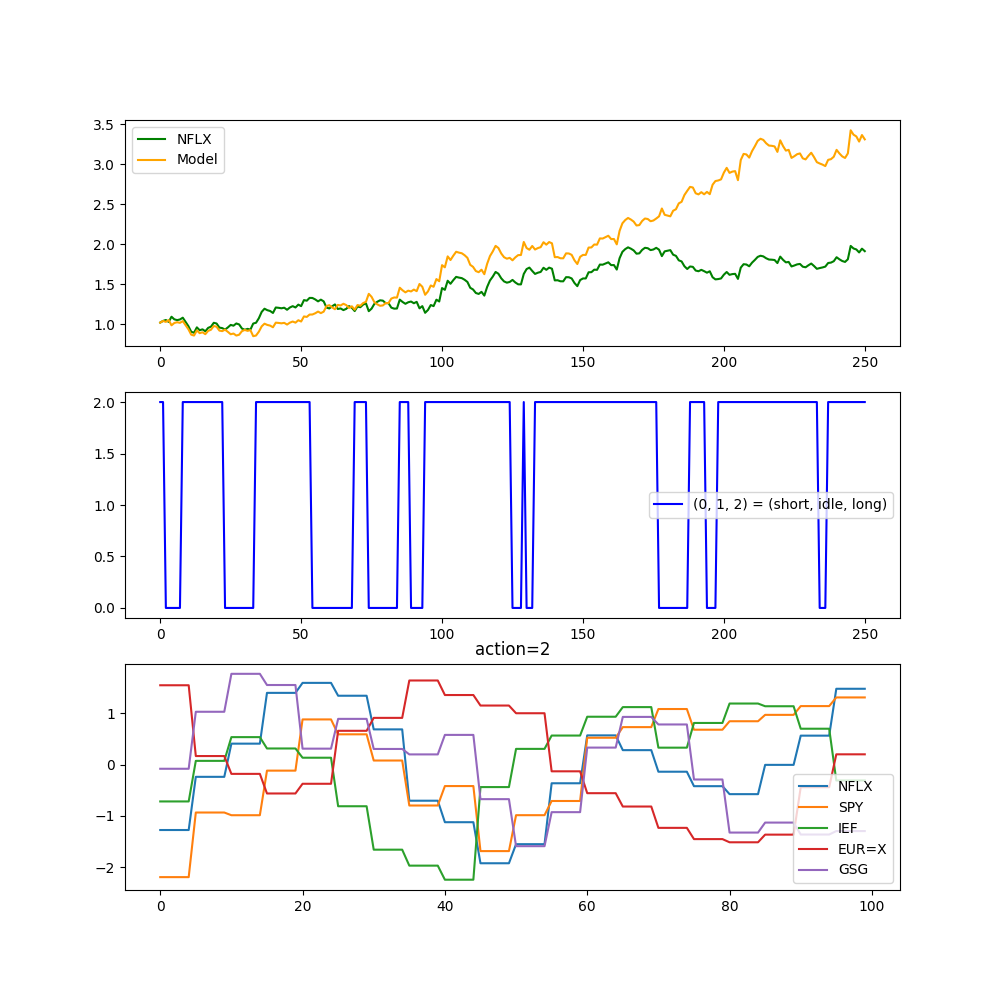 3.5
3.0
2.5
2.0
1.5
1.0
NFLX
Model
0 50 100 150 200 250
2.0
1.5
1.0
0.5
0.0
(0, 1, 2) = (short, idle, long)
0 50 100 150 200 250
action=2
1
0
−1
−2
NFLX
SPY
IEF
EUR=X
GSG
0 20 40 60 80 100